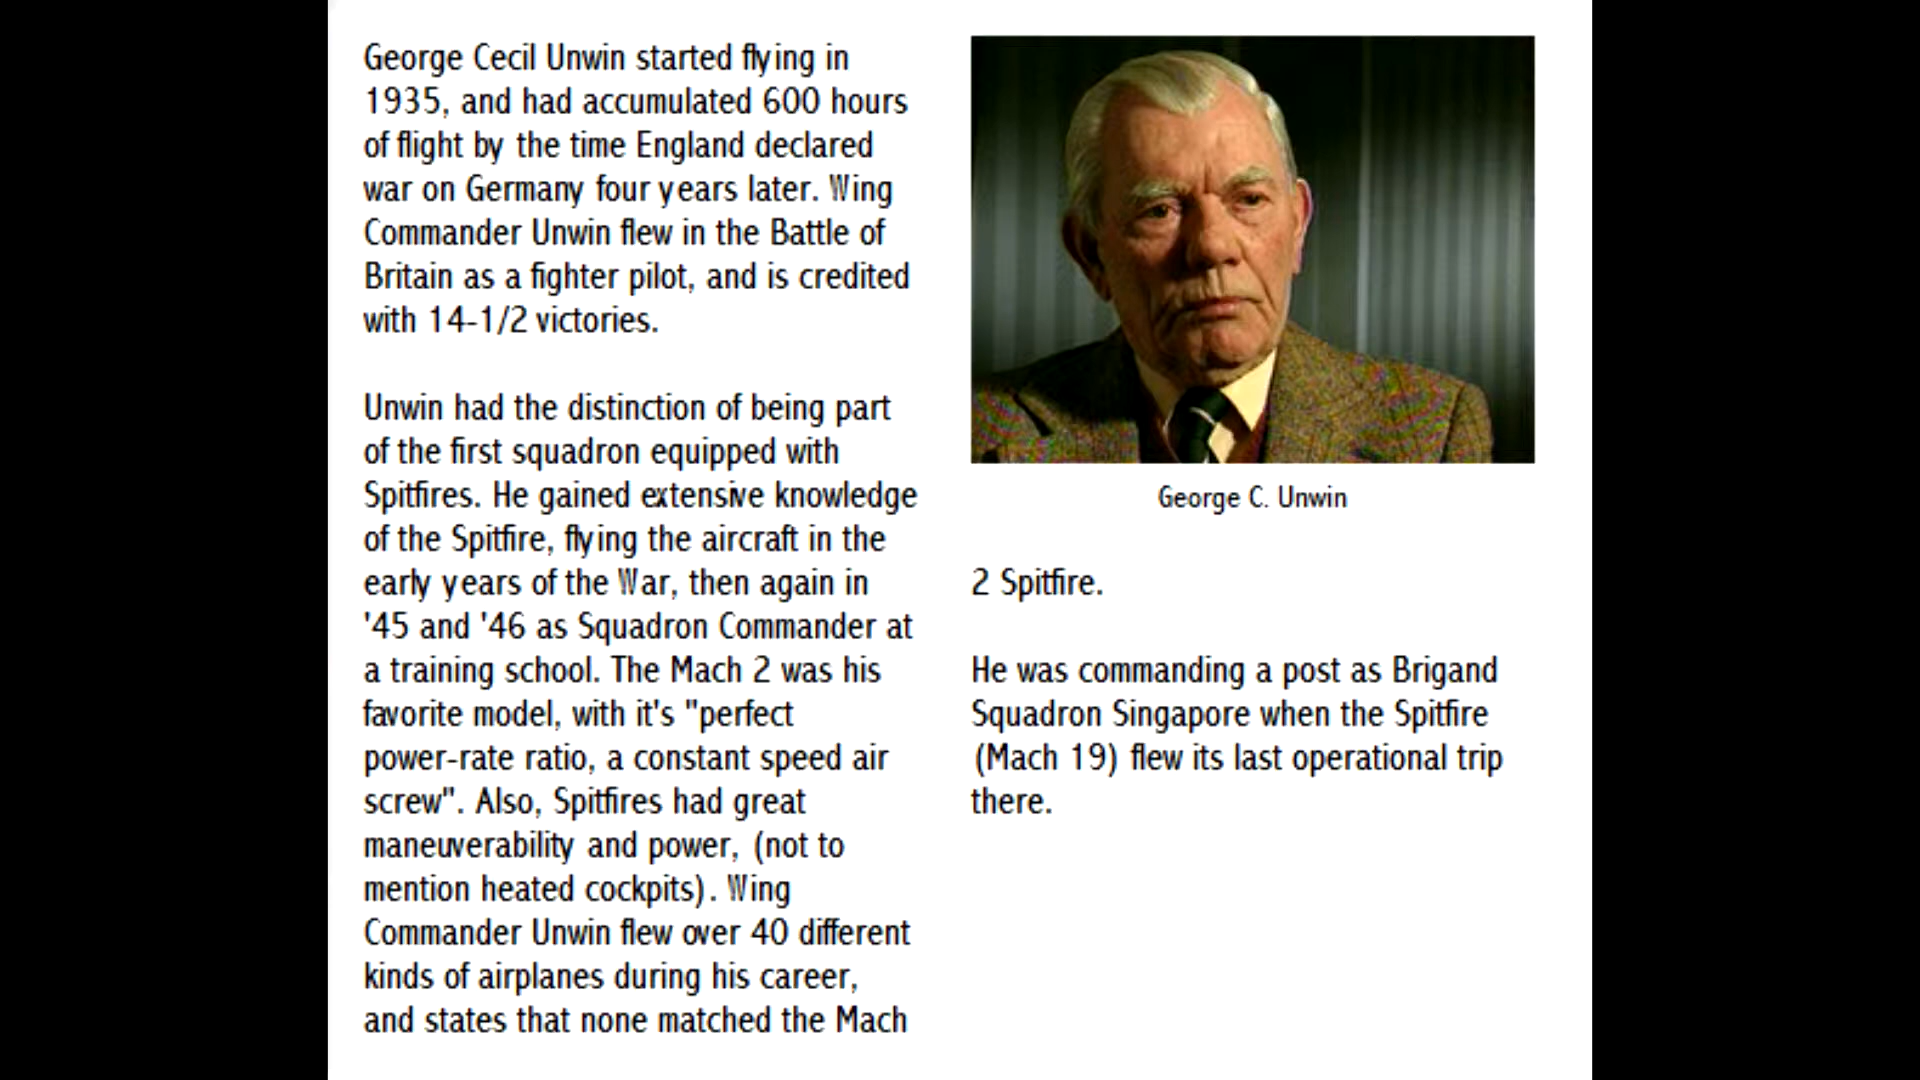 George Cecil Unwin started flying in
1935, and had accumulated 600 hours
of flight by the time England declared
war on Germany four years later. Wing
Commander Unwin flew in the Battle of
Britain as a fighter pilot, and is credited
with 14-1/2 victories.
Unwin had the distinction of being part
of the first squadron equipped with
Spitfires. He gained extensive knowledge
of the Spitfire, flying the aircraft in the
early years of the War, then again in
'45 and '46 as Squadron Commander at
a training school. The Mach 2 was his
favorite model, with it's "perfect
power-rate ratio, a constant speed air
screw". Also, Spitfires had great
maneuverability and power, (not to
mention heated cockpits). Wing
Commander Unwin flew over 40 different
kinds of airplanes during his career,
and states that none matched the Mach
George C. Unwin
2 Spitfire.
He was commanding a post as Brigand
Squadron Singapore when the Spitfire
(Mach 19) flew its last operational trip
there.